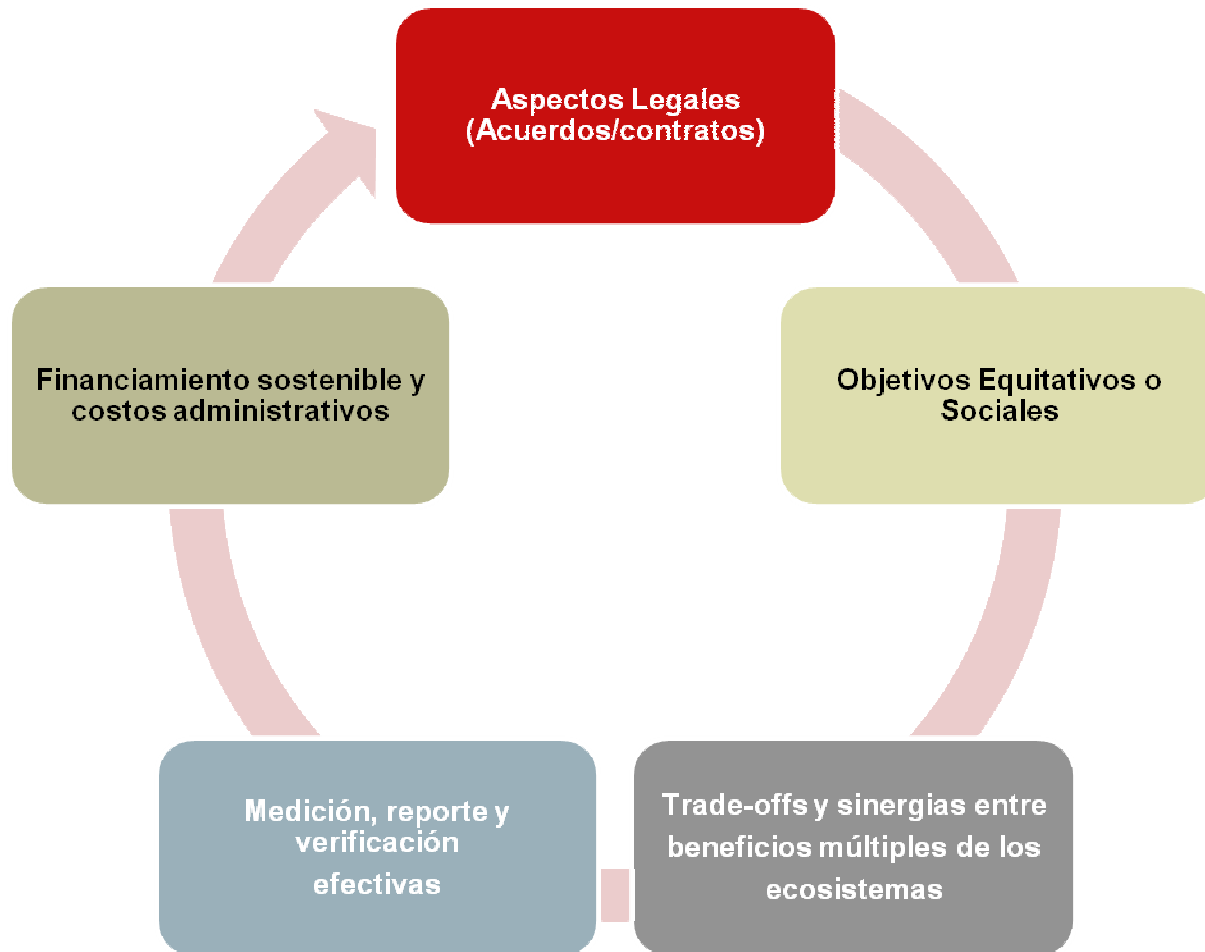 Aspectos Legales
(Acuerdos/contratos)
Objetivos Equitativos o
Sociales
Trade-offs y sinergias entre
beneficios múltiples de los
ecosistemas
Medición, reporte y
verificación
efectivas
Financiamiento sostenible y
costos administrativos